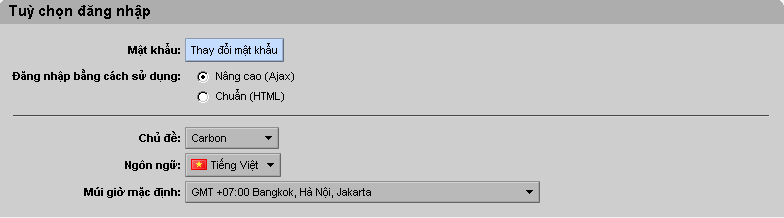 Tuỳ chọn đăng nhập
Mật khẩu: Thay đổi mật khẩu
Đăng nhập bằng cách sử dụng: Nâng cao (Ajax)
Chuẩn (HTML)
Chủ đề: Carbon
Ngôn ngữ: Tiếng Việt
Múi giờ mặc định: GMT +07:00 Bangkok, Hà Nội, Jakarta